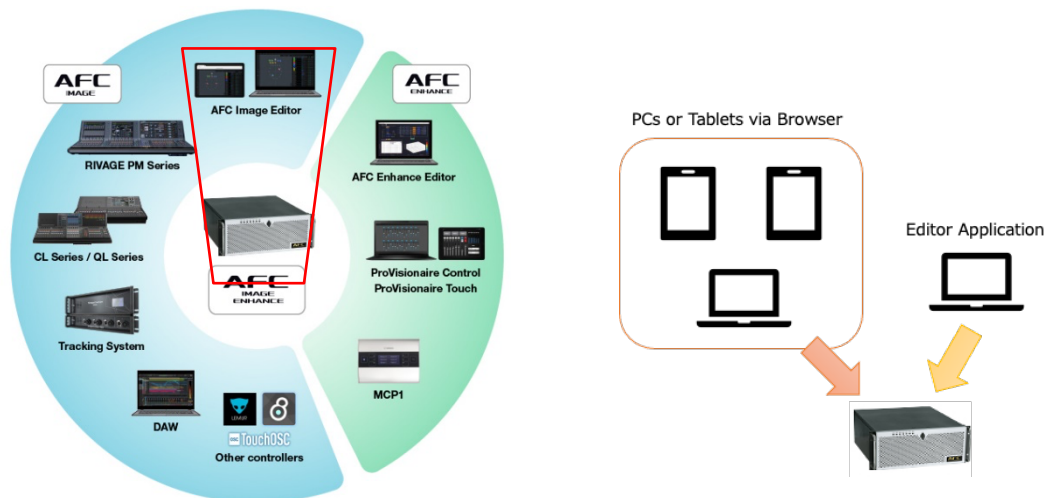 AFC
IMAGE
AFC Image Editor
RIVAGE PM Series
CL Series / QL Series
Tracking System
DAW
LEMUR
TouchOSC
Other controllers
AFC
IMAGE
ENHANCE
AFC
ENHANCE
AFC Enhance Editor
ProVisionaire Control
ProVisionaire Touch
MCP1
PCs or Tablets via Browser
Editor Application